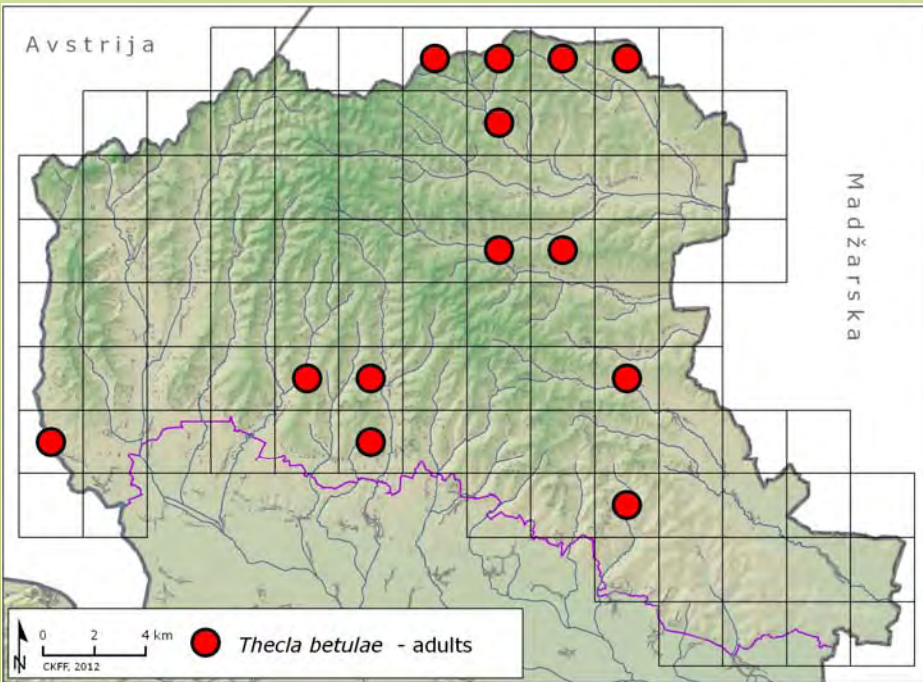 Avstrija
Madžarska
0 2 4 km
N
CKFF, 2012
Thecla betulae - adults